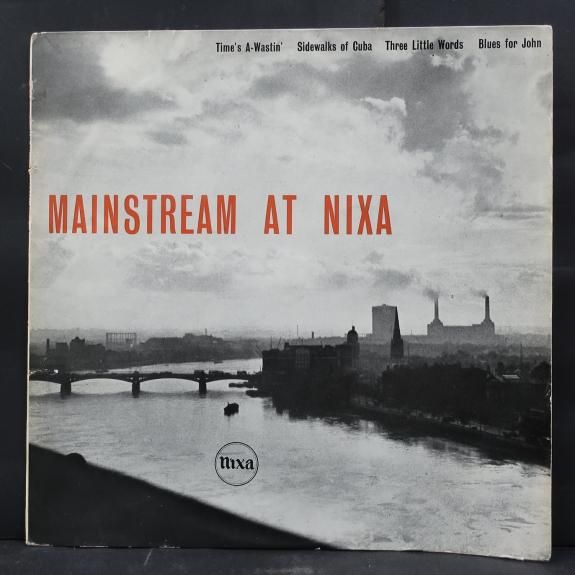 Time's A-Wastin' Sidewalks of Cuba Three Little Words Blues for John
MAINSTREAM AT NIXA
nixa